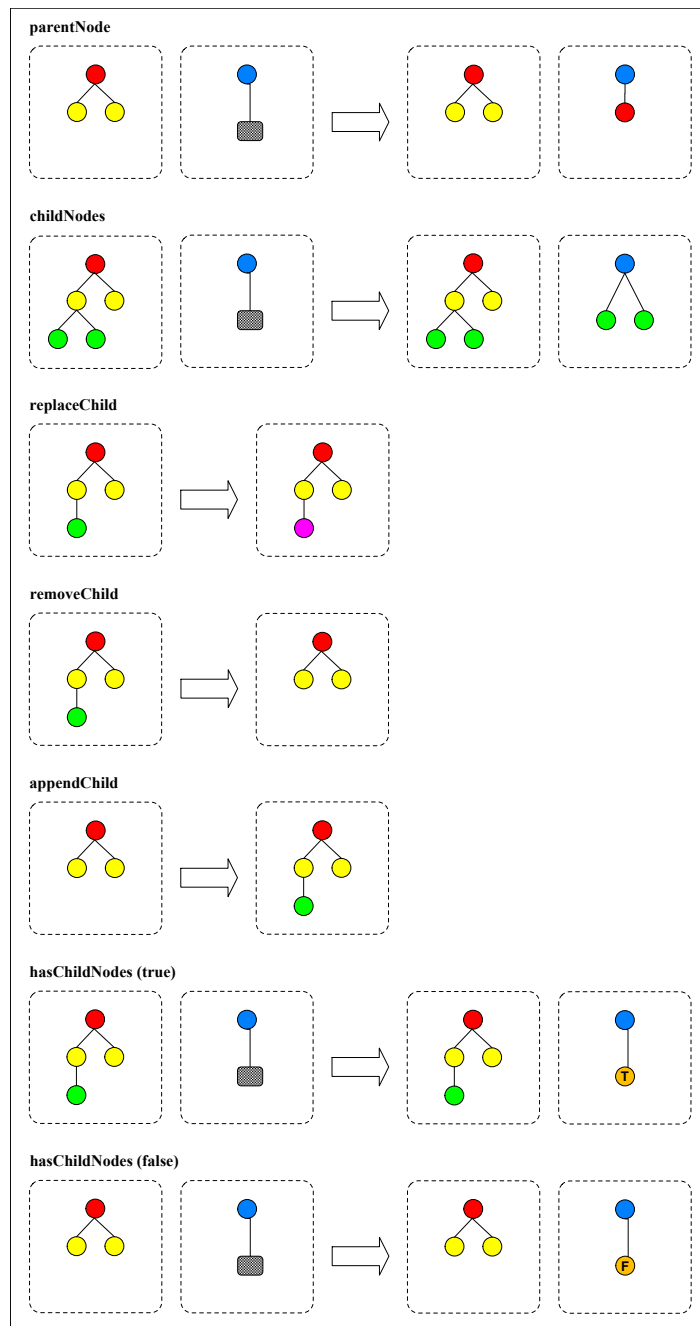 parentNode
childNodes
replaceChild
removeChild
appendChild
hasChildNodes (true)
T
hasChildNodes (false)
F